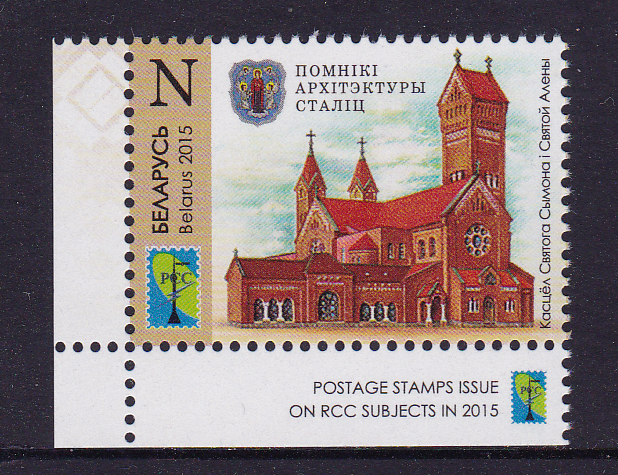 N
БЕЛАРУСЬ
Belarus 2015
РСС
ПОМНІКІ
АРХІТЭКТУРЫ
СТАЛІЦ
Касцёл Святога Сымона і Святой Алены
POSTAGE STAMPS ISSUE
ON RCC SUBJECTS IN 2015
РСС